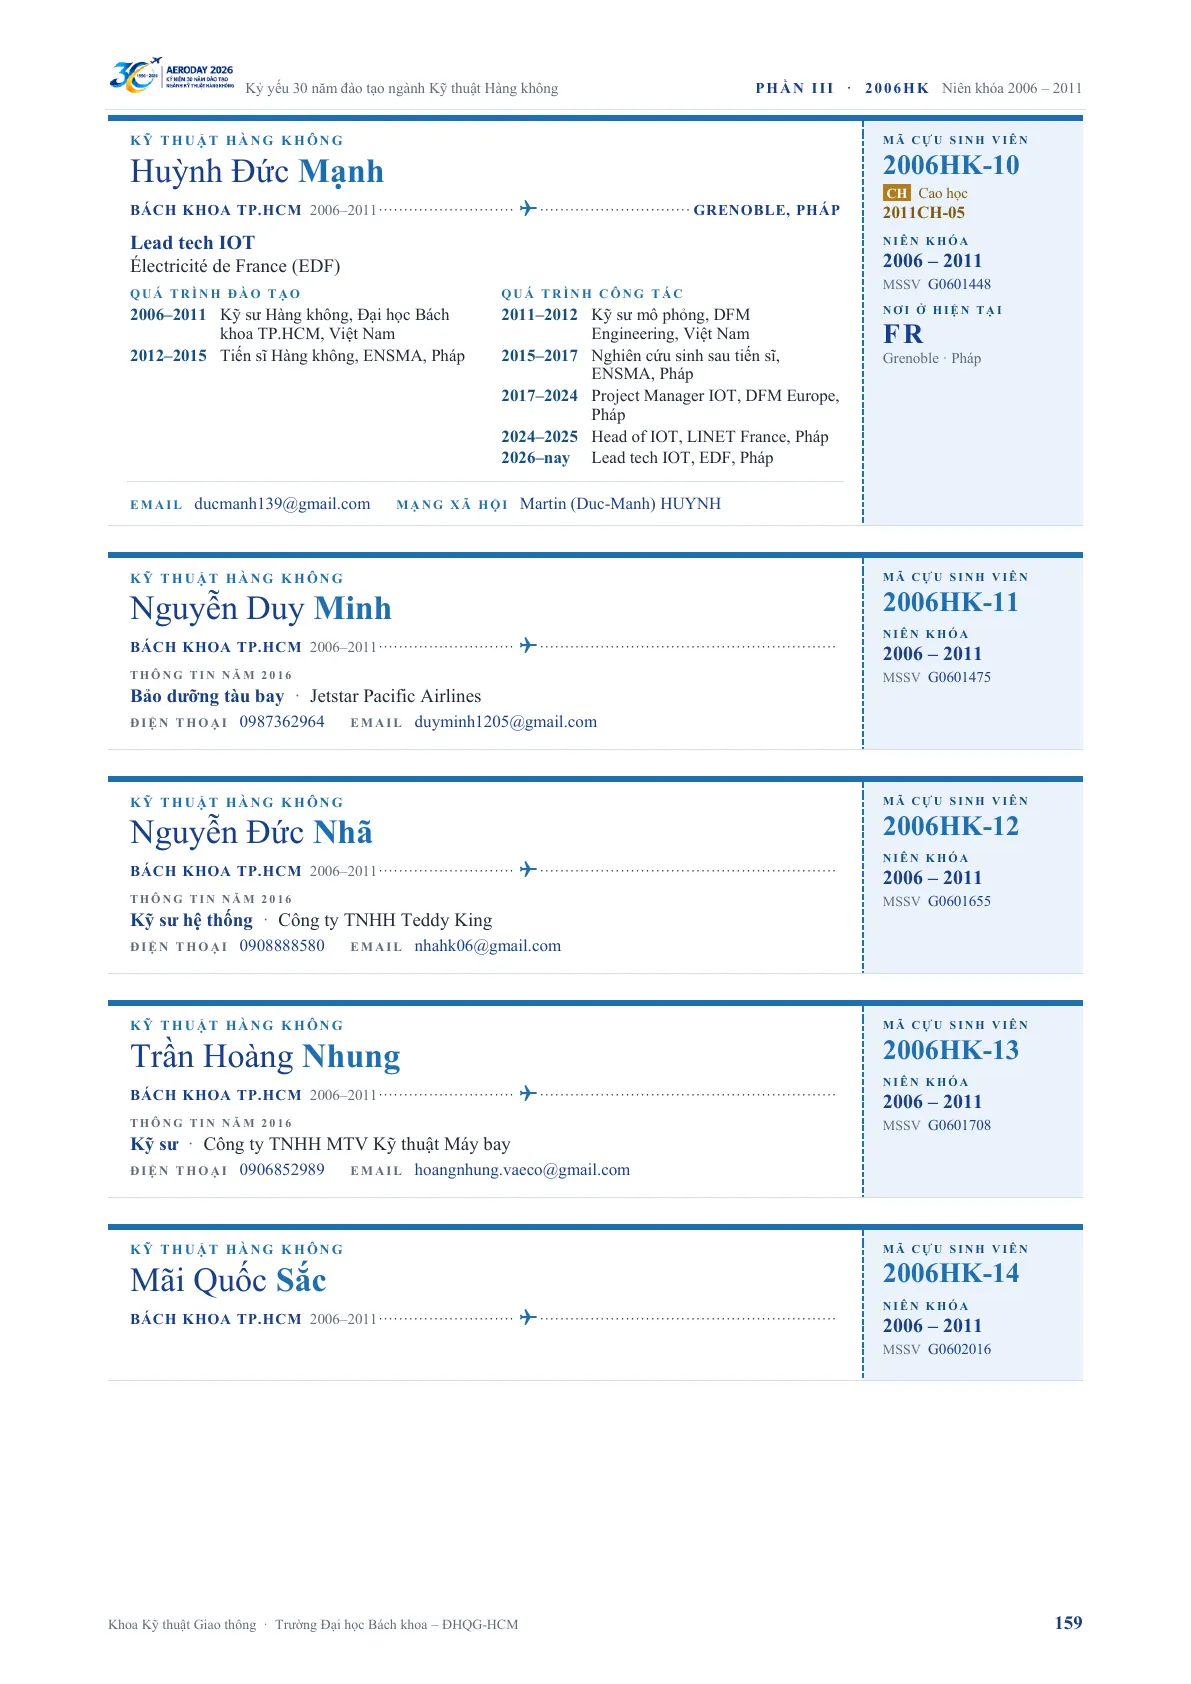 30 1996 - 2026 AERODAY 2026
KỶ NIỆM 30 NĂM ĐÀO TẠO
NGÀNH KỸ THUẬT HÀNG KHÔNG
Kỷ yếu 30 năm đào tạo ngành Kỹ thuật Hàng không
PHẦN III · 2006HK Niên khóa 2006 – 2011
KỸ THUẬT HÀNG KHÔNG
Huỳnh Đức Mạnh
BÁCH KHOA TP.HCM 2006–2011 GRENOBLE, PHÁP
Lead tech IOT
Électricité de France (EDF)
QUÁ TRÌNH ĐÀO TẠO
2006–2011 Kỹ sư Hàng không, Đại học Bách
khoa TP.HCM, Việt Nam
2012–2015 Tiến sĩ Hàng không, ENSMA, Pháp
QUÁ TRÌNH CÔNG TÁC
2011–2012 Kỹ sư mô phỏng, DFM
Engineering, Việt Nam
2015–2017 Nghiên cứu sinh sau tiến sĩ,
ENSMA, Pháp
2017–2024 Project Manager IOT, DFM Europe,
Pháp
2024–2025 Head of IOT, LINET France, Pháp
2026–nay Lead tech IOT, EDF, Pháp
EMAIL ducmanh139@gmail.com MẠNG XÃ HỘI Martin (Duc-Manh) HUYNH
MÃ CỰU SINH VIÊN
2006HK-10
CH Cao học
2011CH-05
NIÊN KHÓA
2006 – 2011
MSSV G0601448
NƠI Ở HIỆN TẠI
FR
Grenoble · Pháp
KỸ THUẬT HÀNG KHÔNG
Nguyễn Duy Minh
BÁCH KHOA TP.HCM 2006–2011
THÔNG TIN NĂM 2016
Bảo dưỡng tàu bay · Jetstar Pacific Airlines
ĐIỆN THOẠI 0987362964 EMAIL duyminh1205@gmail.com
MÃ CỰU SINH VIÊN
2006HK-11
NIÊN KHÓA
2006 – 2011
MSSV G0601475
KỸ THUẬT HÀNG KHÔNG
Nguyễn Đức Nhã
BÁCH KHOA TP.HCM 2006–2011
THÔNG TIN NĂM 2016
Kỹ sư hệ thống · Công ty TNHH Teddy King
ĐIỆN THOẠI 0908888580 EMAIL nhahk06@gmail.com
MÃ CỰU SINH VIÊN
2006HK-12
NIÊN KHÓA
2006 – 2011
MSSV G0601655
KỸ THUẬT HÀNG KHÔNG
Trần Hoàng Nhung
BÁCH KHOA TP.HCM 2006–2011
THÔNG TIN NĂM 2016
Kỹ sư · Công ty TNHH MTV Kỹ thuật Máy bay
ĐIỆN THOẠI 0906852989 EMAIL hoangnhung.vaeco@gmail.com
MÃ CỰU SINH VIÊN
2006HK-13
NIÊN KHÓA
2006 – 2011
MSSV G0601708
KỸ THUẬT HÀNG KHÔNG
Mãi Quốc Sắc
BÁCH KHOA TP.HCM 2006–2011
MÃ CỰU SINH VIÊN
2006HK-14
NIÊN KHÓA
2006 – 2011
MSSV G0602016
Khoa Kỹ thuật Giao thông · Trường Đại học Bách khoa – ĐHQG-HCM
159